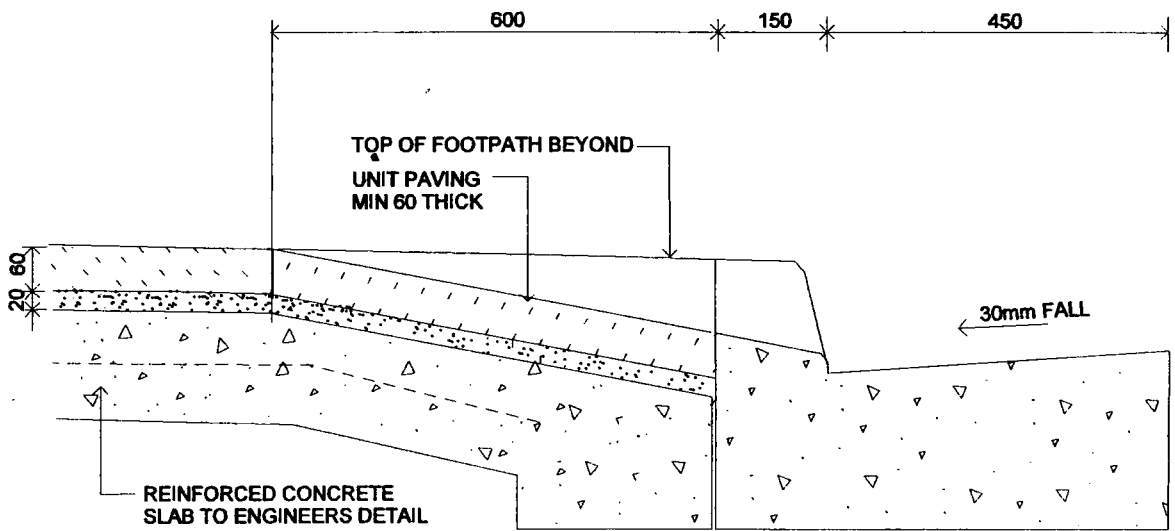 600
150
450
TOP OF FOOTPATH BEYOND
UNIT PAVING
MIN 60 THICK
60
20
30mm FALL
REINFORCED CONCRETE
SLAB TO ENGINEERS DETAIL